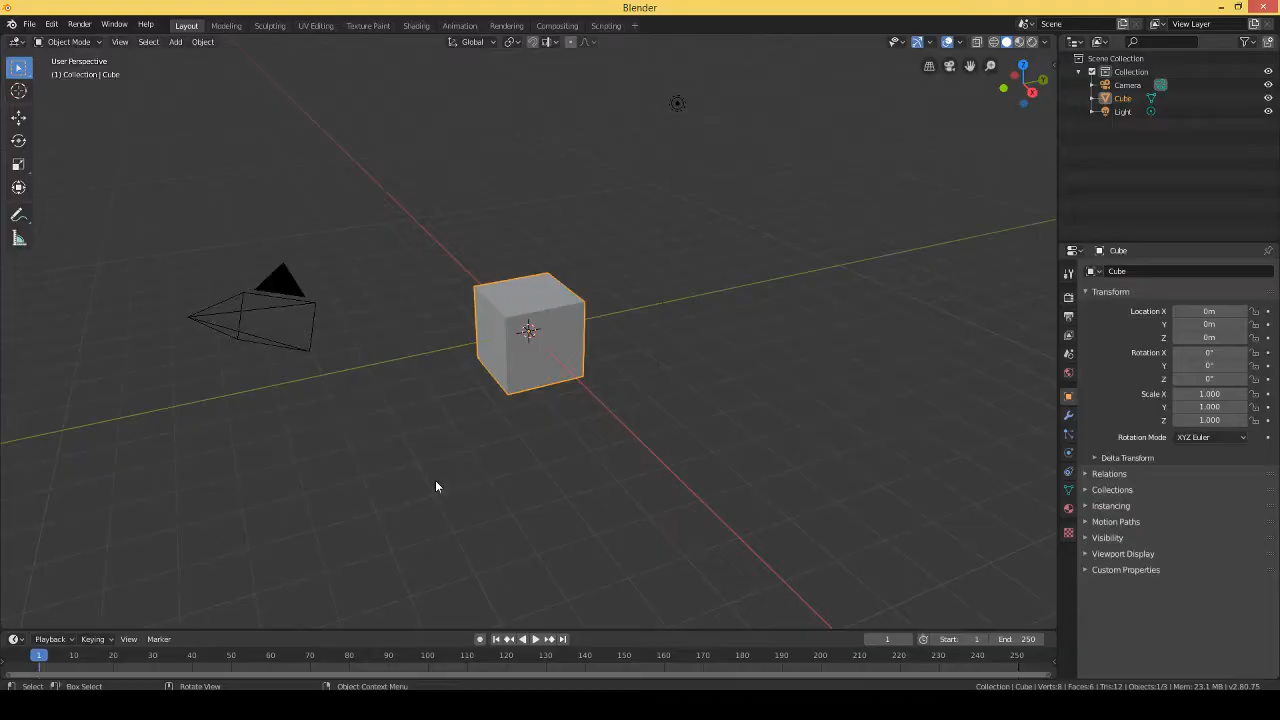 Blender
File Edit Render Window Help Layout Modeling Sculpting UV Editing Texture Paint Shading Animation Rendering Compositing Scripting + Scene View Layer
Object Mode View Select Add Object Global
User Perspective
(1) Collection | Cube
Z
Y
X
Scene Collection
Collection
Camera
Cube
Light
Cube
Cube
Transform
Location X 0m
Y 0m
Z 0m
Rotation X 0°
Y 0°
Z 0°
Scale X 1.000
Y 1.000
Z 1.000
Rotation Mode XYZ Euler
Delta Transform
Relations
Collections
Instancing
Motion Paths
Visibility
Viewport Display
Custom Properties
Playback Keying View Marker 1 Start: 1 End: 250
1 10 20 30 40 50 60 70 80 90 100 110 120 130 140 150 160 170 180 190 200 210 220 230 240 250
Select Box Select Rotate View Object Context Menu Collection | Cube | Verts:8 | Faces:6 | Tris:12 | Objects:1/3 | Mem: 23.1 MB | v2.80.75